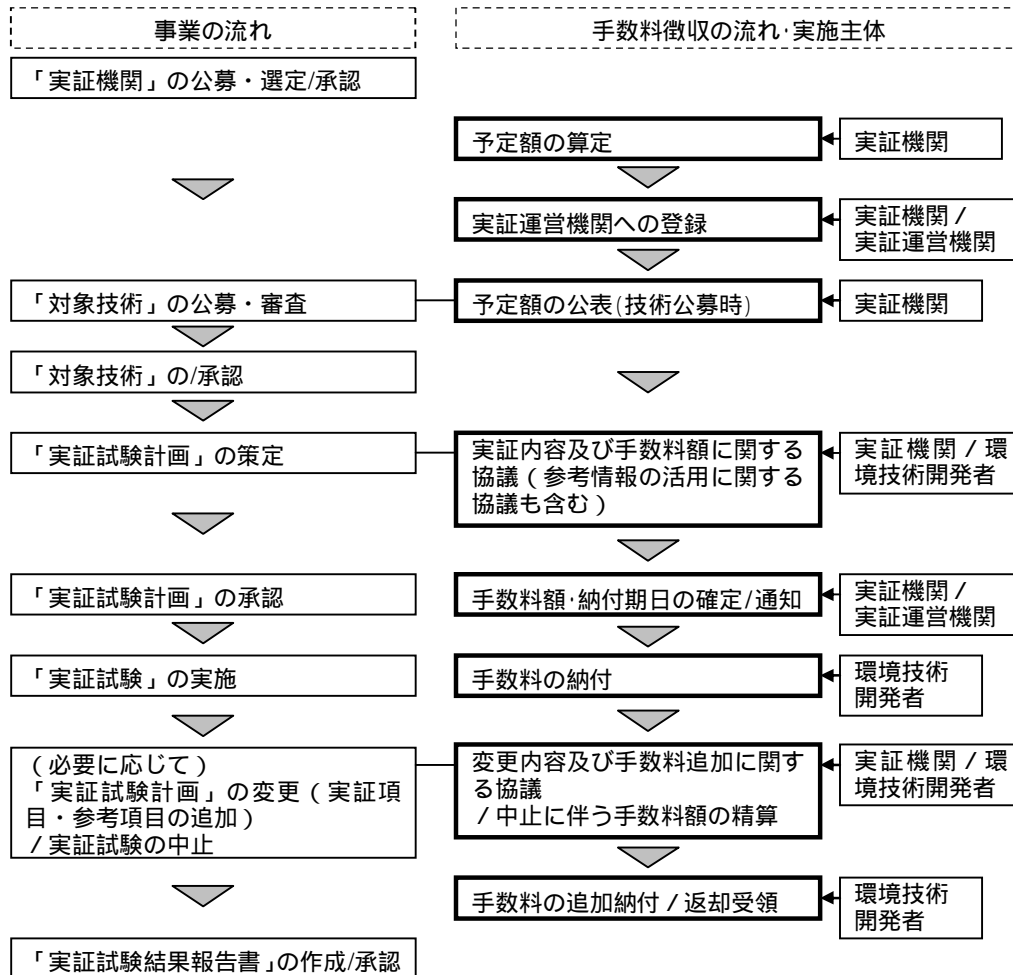 事業の流れ
手数料徴収の流れ･実施主体
「実証機関」の公募・選定/承認
予定額の算定
実証機関
実証運営機関への登録
実証機関 /
実証運営機関
「対象技術」の公募・審査
予定額の公表(技術公募時)
実証機関
「対象技術」の/承認
「実証試験計画」の策定
実証内容及び手数料額に関する
協議（参考情報の活用に関する
協議も含む）
実証機関 / 環
境技術開発者
「実証試験計画」の承認
手数料額･納付期日の確定/通知
実証機関 /
実証運営機関
「実証試験」の実施
手数料の納付
環境技術
開発者
（必要に応じて）
「実証試験計画」の変更（実証項
目・参考項目の追加）
/ 実証試験の中止
変更内容及び手数料追加に関す
る協議
/ 中止に伴う手数料額の精算
実証機関 / 環
境技術開発者
手数料の追加納付 / 返却受領
環境技術
開発者
「実証試験結果報告書」の作成/承認